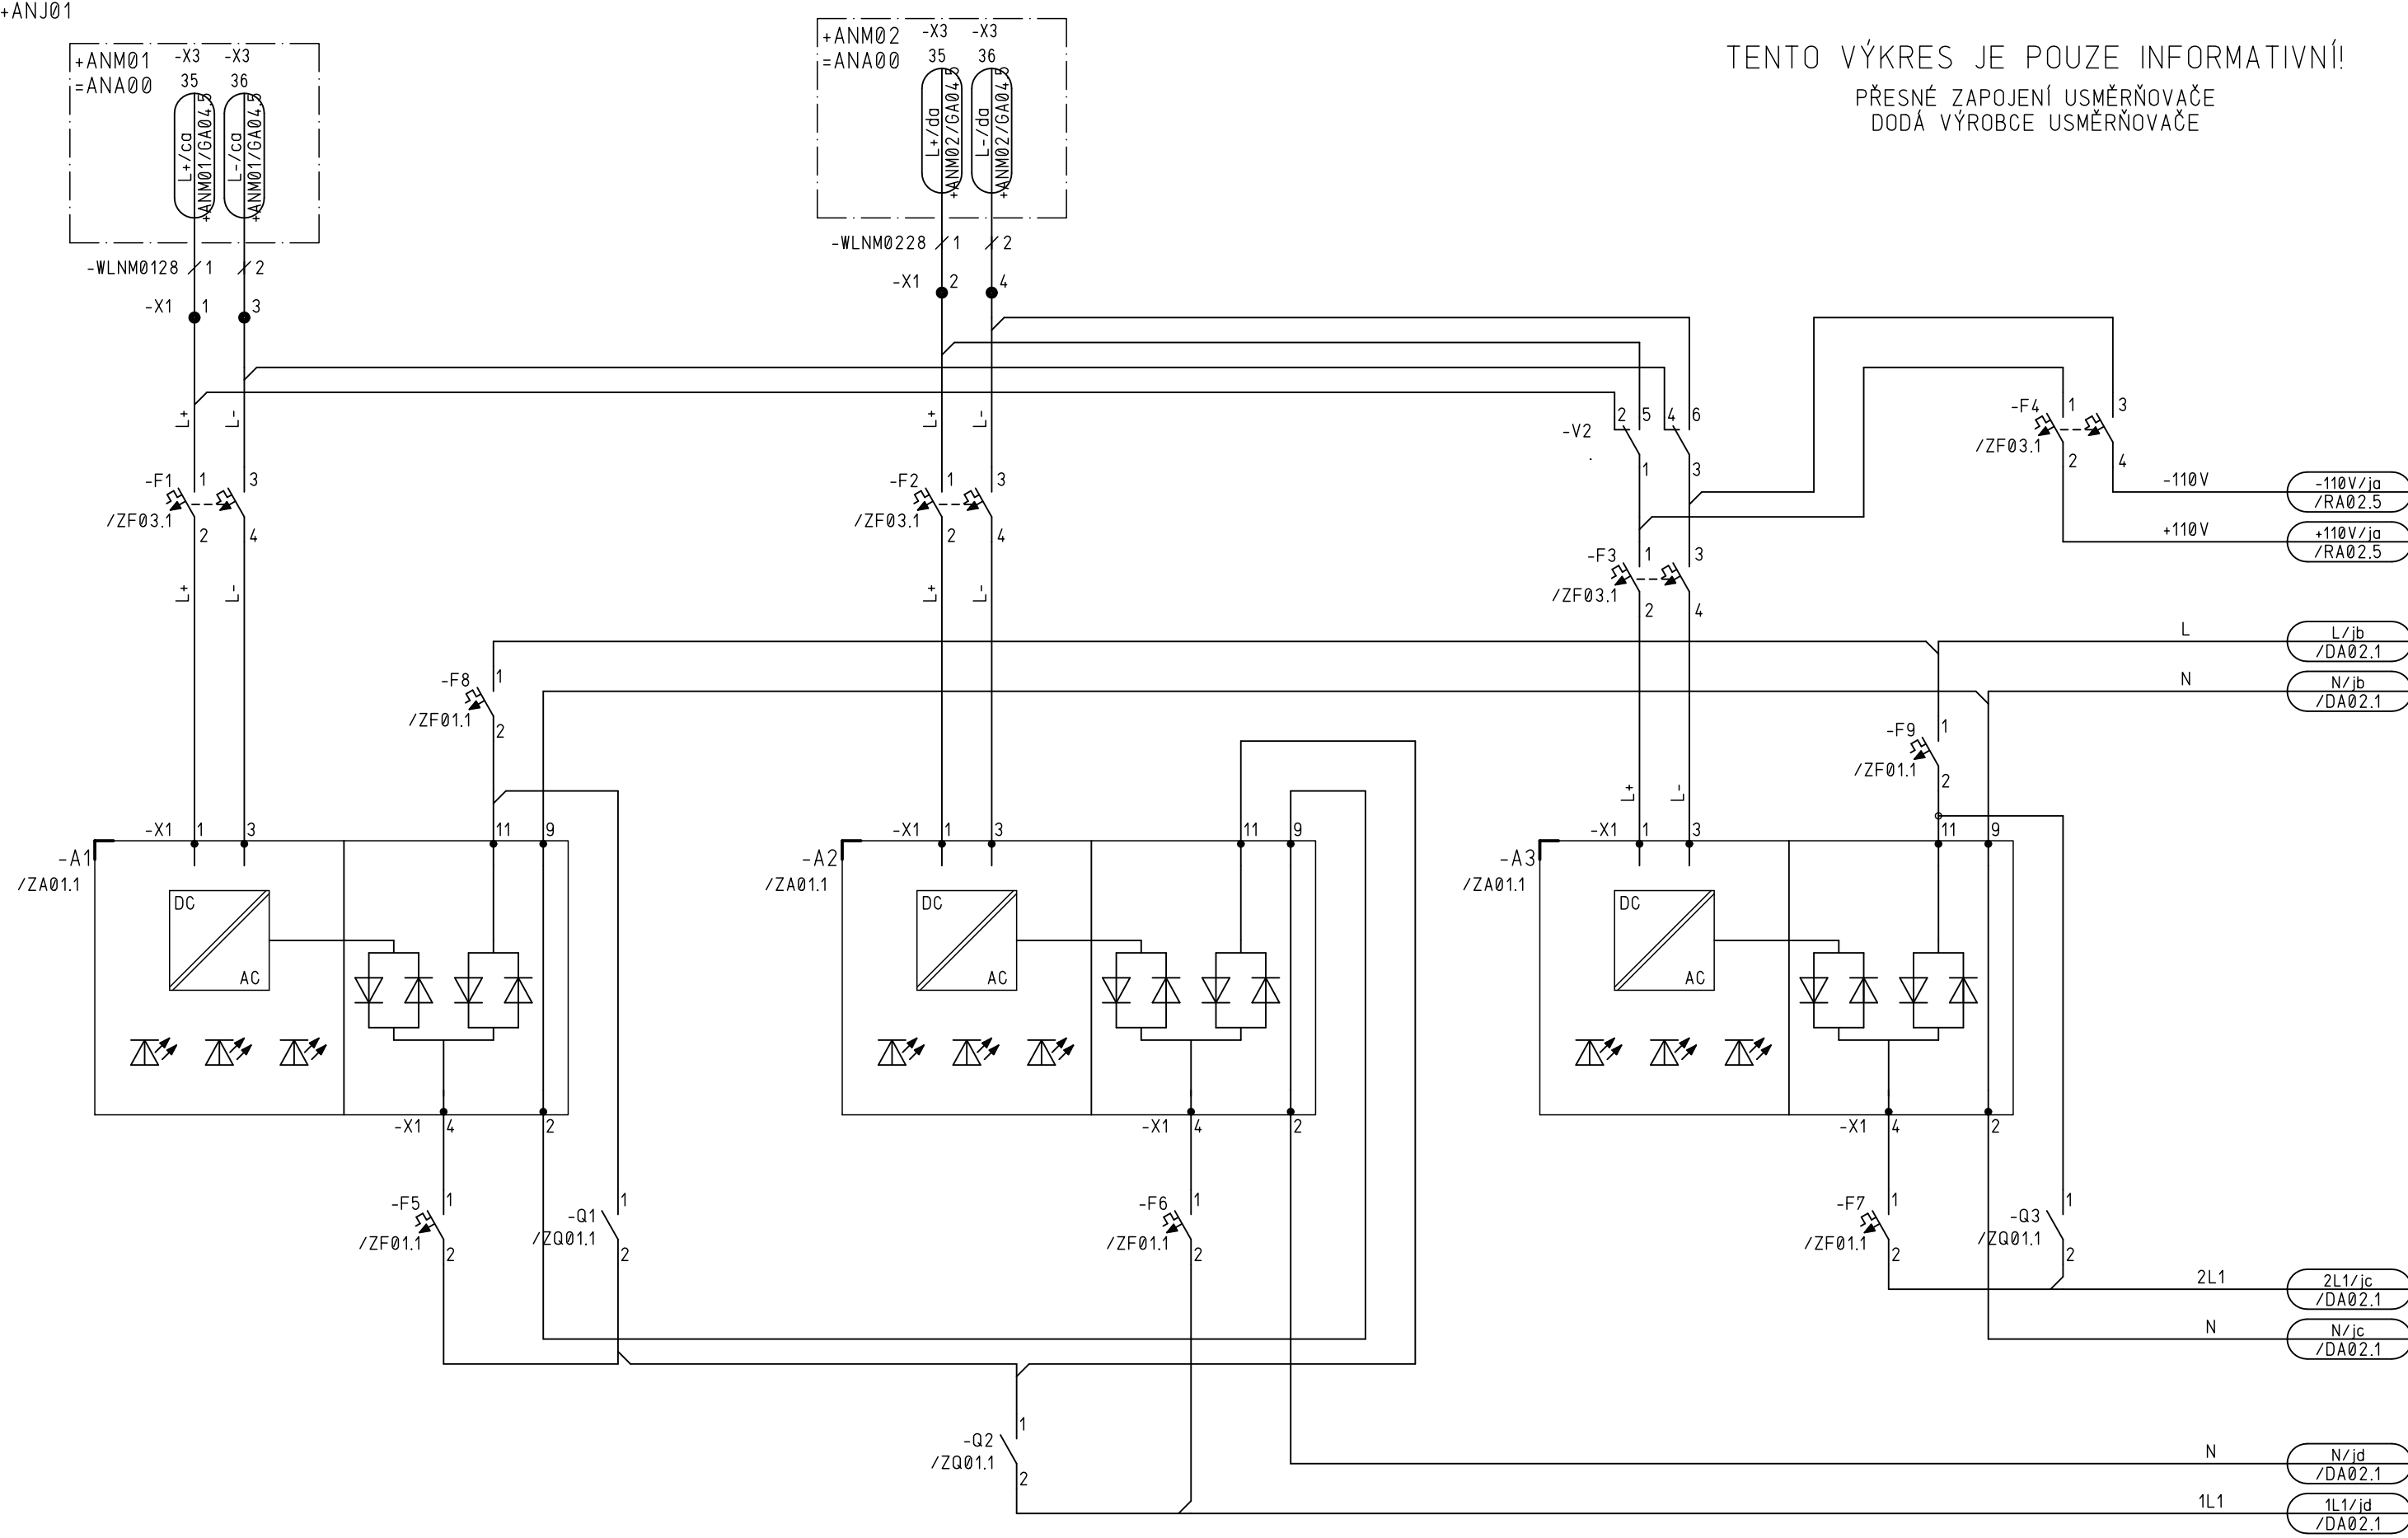 +ANJ01
+ANM01
=ANA00
-X3
-X3
35
36
L+/ca
+ANM01/GA04.5
L-/ca
+ANM01/GA04.5
-WLNM0128
1
2
-X1
1
3
+ANM02
=ANA00
-X3
-X3
35
36
L+/da
+ANM02/GA04.5
L-/da
+ANM02/GA04.5
-WLNM0228
1
2
-X1
2
4
TENTO VÝKRES JE POUZE INFORMATIVNÍ!
PŘESNÉ ZAPOJENÍ USMĚRŇOVAČE
DODÁ VÝROBCE USMĚRŇOVAČE
L+
L-
-F1
/ZF03.1
1
3
2
4
L+
L-
L+
L-
-F2
/ZF03.1
1
3
2
4
L+
L-
-V2
.
2
5
4
6
1
3
-F4
/ZF03.1
1
3
2
4
-110V
-110V/ja
/RA02.5
+110V
+110V/ja
/RA02.5
-F3
/ZF03.1
1
3
2
4
L
L/jb
/DA02.1
N
N/jb
/DA02.1
-F8
/ZF01.1
1
2
-F9
/ZF01.1
1
2
L+
L-
-X1
1
3
11
9
-A1
/ZA01.1
DC
AC
-X1
4
2
-X1
1
3
11
9
-A2
/ZA01.1
DC
AC
-X1
4
2
-X1
1
3
11
9
-A3
/ZA01.1
DC
AC
-X1
4
2
-F5
/ZF01.1
1
2
-Q1
/ZQ01.1
1
2
-F6
/ZF01.1
1
2
-F7
/ZF01.1
1
2
-Q3
/ZQ01.1
1
2
2L1
2L1/jc
/DA02.1
N
N/jc
/DA02.1
-Q2
/ZQ01.1
1
2
N
N/jd
/DA02.1
1L1
1L1/jd
/DA02.1